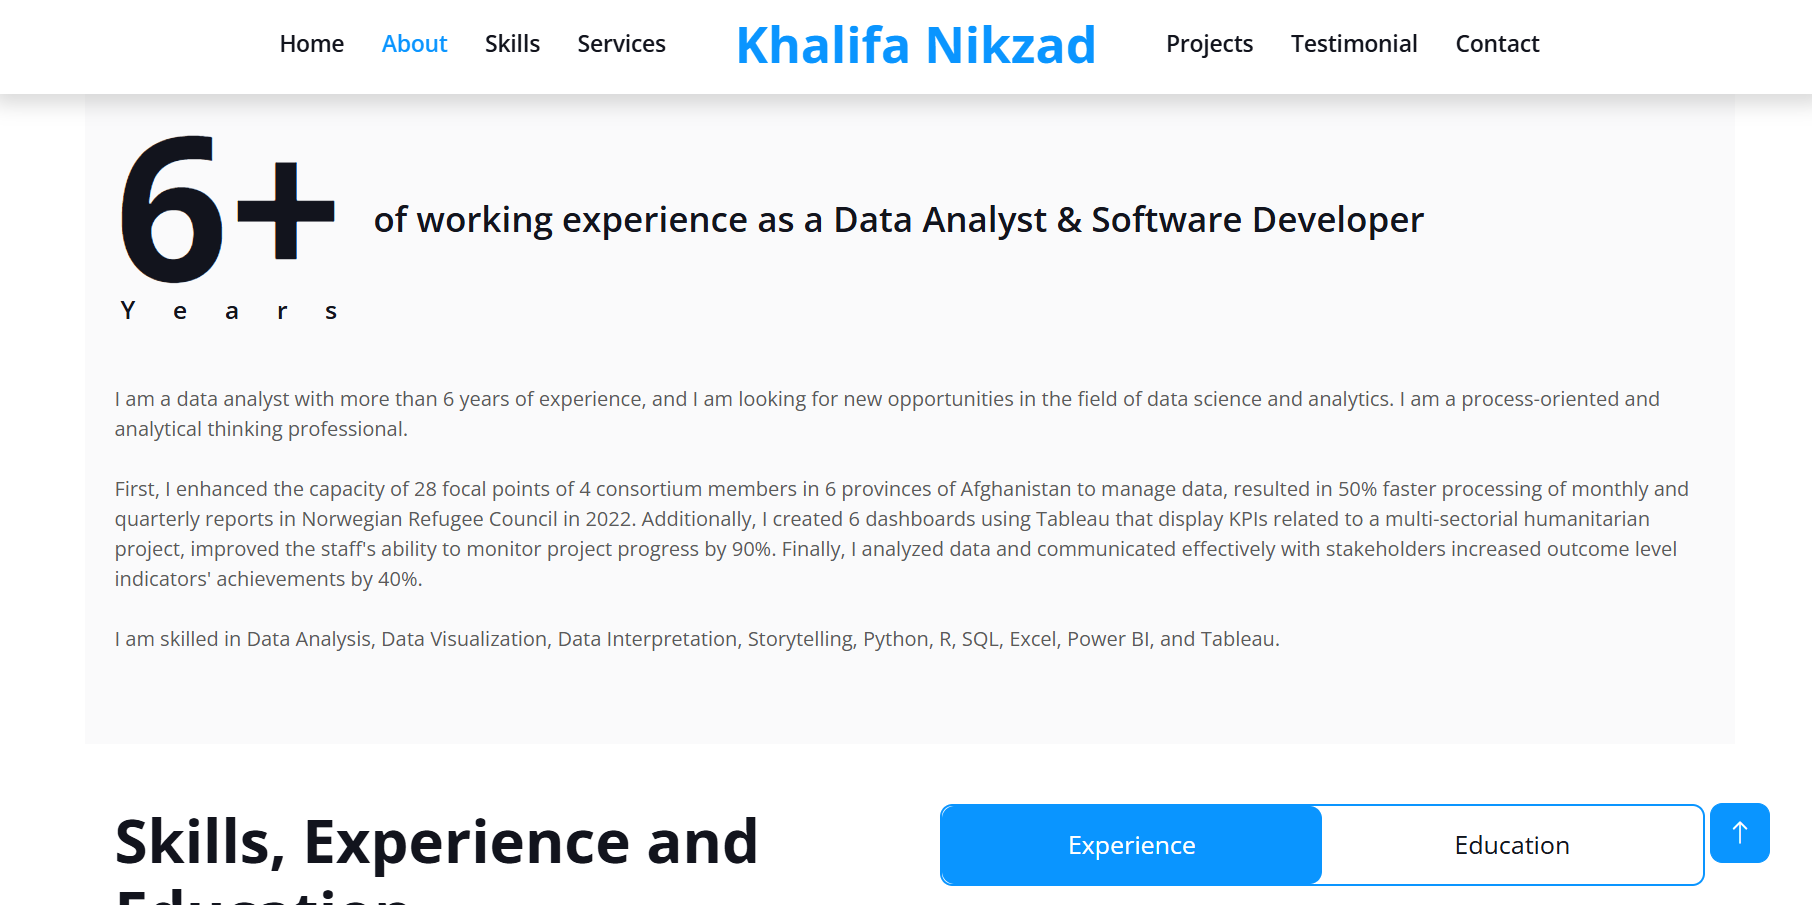 Home About Skills Services Khalifa Nikzad Projects Testimonial Contact
6+
of working experience as a Data Analyst & Software Developer
Years
I am a data analyst with more than 6 years of experience, and I am looking for new opportunities in the field of data science and analytics. I am a process-oriented and
analytical thinking professional.
First, I enhanced the capacity of 28 focal points of 4 consortium members in 6 provinces of Afghanistan to manage data, resulted in 50% faster processing of monthly and
quarterly reports in Norwegian Refugee Council in 2022. Additionally, I created 6 dashboards using Tableau that display KPIs related to a multi-sectorial humanitarian
project, improved the staff's ability to monitor project progress by 90%. Finally, I analyzed data and communicated effectively with stakeholders increased outcome level
indicators' achievements by 40%.
I am skilled in Data Analysis, Data Visualization, Data Interpretation, Storytelling, Python, R, SQL, Excel, Power BI, and Tableau.
Skills, Experience and
Education
Experience Education